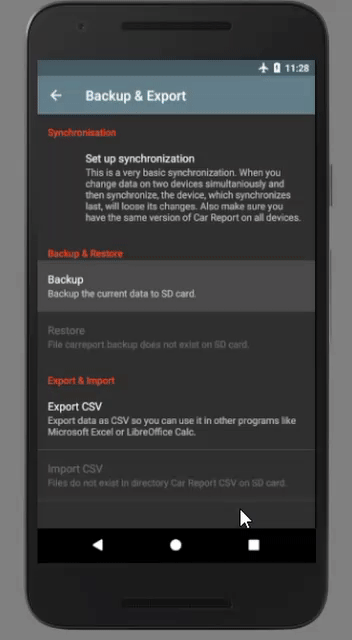 11:28
Backup & Export
Synchronisation
Set up synchronization
This is a very basic synchronization. When you
change data on two devices simultaniously and
then synchronize, the device, which synchronizes
last, will loose its changes. Also make sure you
have the same version of Car Report on all devices.
Backup & Restore
Backup
Backup the current data to SD card.
Restore
File carreport backup does not exist on SD card.
Export & Import
Export CSV
Export data as CSV so you can use it in other programs like
Microsoft Excel or LibreOffice Calc.
Import CSV
Files do not exist in directory Car Report CSV on SD card.